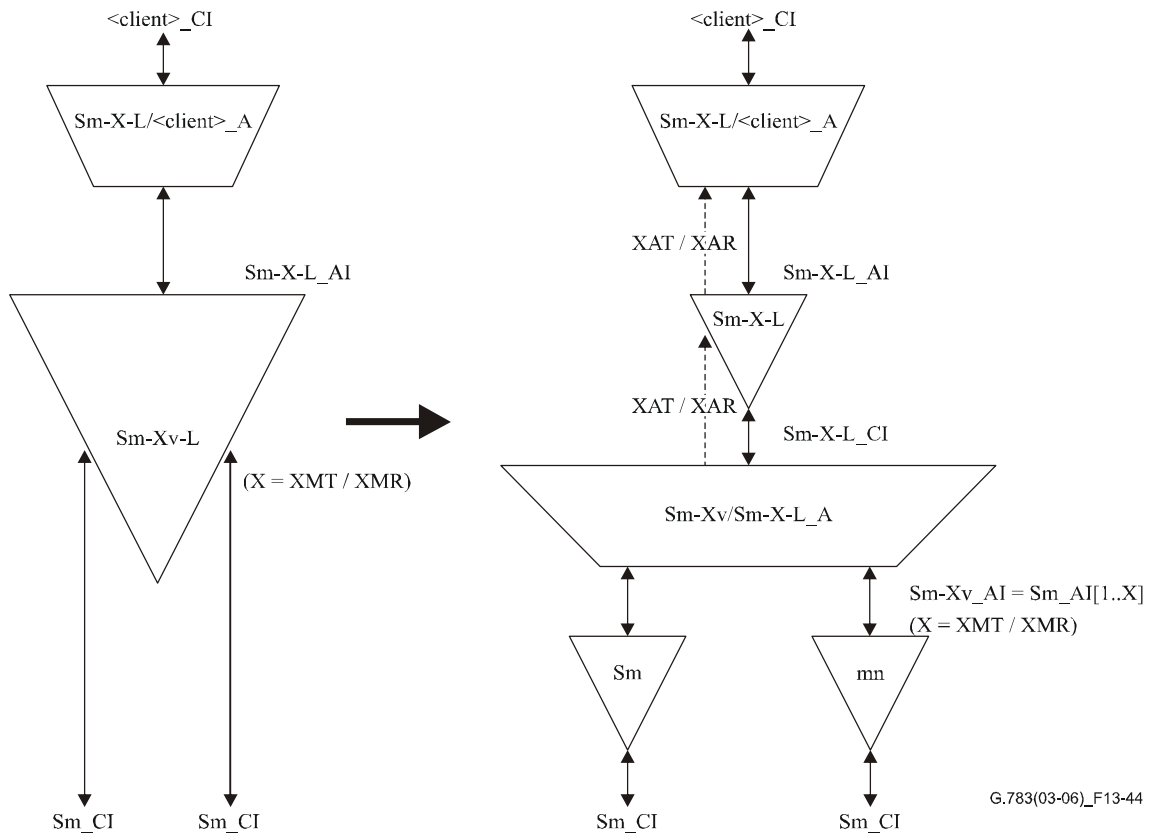 <client>_CI
Sm-X-L/<client>_A
Sm-X-L_AI
Sm-Xv-L
(X = XMT / XMR)
Sm_CI
Sm_CI
<client>_CI
Sm-X-L/<client>_A
XAT / XAR
Sm-X-L_AI
Sm-X-L
XAT / XAR
Sm-X-L_CI
Sm-Xv/Sm-X-L_A
Sm-Xv_AI = Sm_AI[1..X]
(X = XMT / XMR)
Sm
mn
Sm_CI
Sm_CI
G.783(03-06)_F13-44